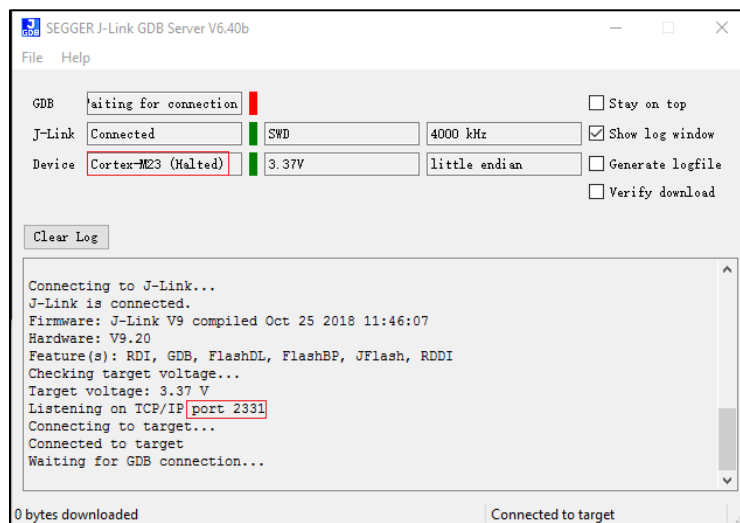 SEGGER J-Link GDB Server V6.40b
File Help
GDB Waiting for connection Stay on top
J-Link Connected SWD 4000 kHz Show log window
Device Cortex-M23 (Halted) 3.37V little endian Generate logfile
Verify download
Clear Log
Connecting to J-Link...
J-Link is connected.
Firmware: J-Link V9 compiled Oct 25 2018 11:46:07
Hardware: V9.20
Feature(s): RDI, GDB, FlashDL, FlashBP, JFlash, RDDI
Checking target voltage...
Target voltage: 3.37 V
Listening on TCP/IP port 2331
Connecting to target...
Connected to target
Waiting for GDB connection...
0 bytes downloaded Connected to target